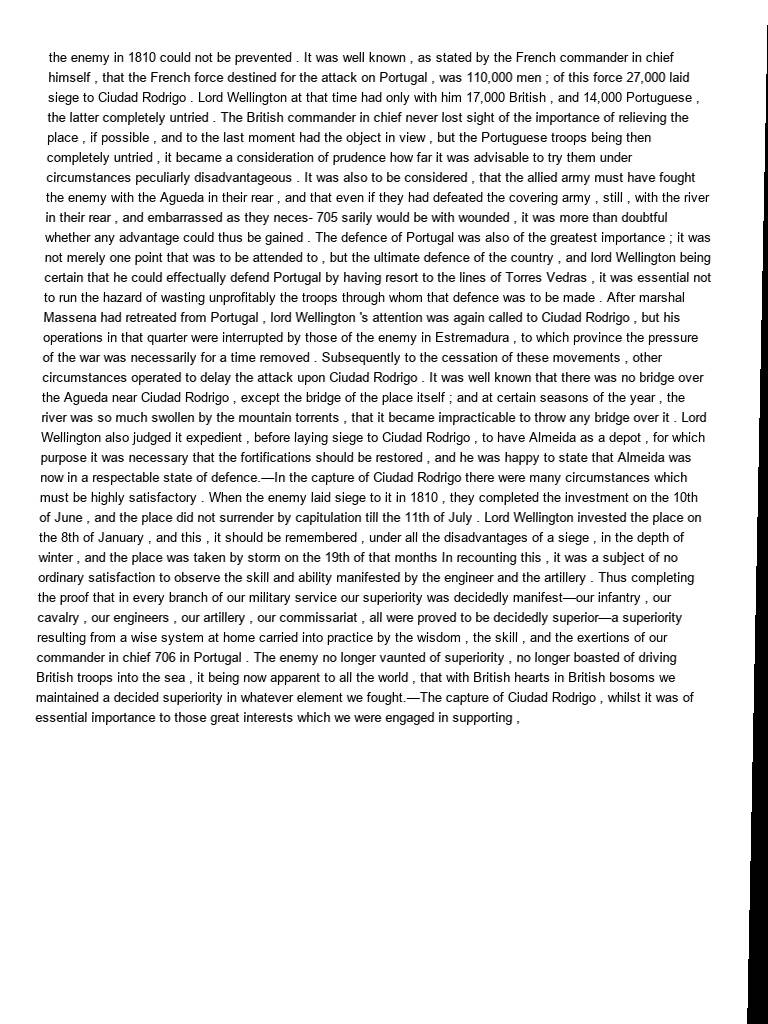 the enemy in 1810 could not be prevented . It was well known , as stated by the French commander in chief
himself , that the French force destined for the attack on Portugal , was 110,000 men ; of this force 27,000 laid
siege to Ciudad Rodrigo . Lord Wellington at that time had only with him 17,000 British , and 14,000 Portuguese ,
the latter completely untried . The British commander in chief never lost sight of the importance of relieving the
place , if possible , and to the last moment had the object in view , but the Portuguese troops being then
completely untried , it became a consideration of prudence how far it was advisable to try them under
circumstances peculiarly disadvantageous . It was also to be considered , that the allied army must have fought
the enemy with the Agueda in their rear , and that even if they had defeated the covering army , still , with the river
in their rear , and embarrassed as they neces- 705 sarily would be with wounded , it was more than doubtful
whether any advantage could thus be gained . The defence of Portugal was also of the greatest importance ; it was
not merely one point that was to be attended to , but the ultimate defence of the country , and lord Wellington being
certain that he could effectually defend Portugal by having resort to the lines of Torres Vedras , it was essential not
to run the hazard of wasting unprofitably the troops through whom that defence was to be made . After marshal
Massena had retreated from Portugal , lord Wellington 's attention was again called to Ciudad Rodrigo , but his
operations in that quarter were interrupted by those of the enemy in Estremadura , to which province the pressure
of the war was necessarily for a time removed . Subsequently to the cessation of these movements , other
circumstances operated to delay the attack upon Ciudad Rodrigo . It was well known that there was no bridge over
the Agueda near Ciudad Rodrigo , except the bridge of the place itself ; and at certain seasons of the year , the
river was so much swollen by the mountain torrents , that it became impracticable to throw any bridge over it . Lord
Wellington also judged it expedient , before laying siege to Ciudad Rodrigo , to have Almeida as a depot , for which
purpose it was necessary that the fortifications should be restored , and he was happy to state that Almeida was
now in a respectable state of defence.—In the capture of Ciudad Rodrigo there were many circumstances which
must be highly satisfactory . When the enemy laid siege to it in 1810 , they completed the investment on the 10th
of June , and the place did not surrender by capitulation till the 11th of July . Lord Wellington invested the place on
the 8th of January , and this , it should be remembered , under all the disadvantages of a siege , in the depth of
winter , and the place was taken by storm on the 19th of that months In recounting this , it was a subject of no
ordinary satisfaction to observe the skill and ability manifested by the engineer and the artillery . Thus completing
the proof that in every branch of our military service our superiority was decidedly manifest—our infantry , our
cavalry , our engineers , our artillery , our commissariat , all were proved to be decidedly superior—a superiority
resulting from a wise system at home carried into practice by the wisdom , the skill , and the exertions of our
commander in chief 706 in Portugal . The enemy no longer vaunted of superiority , no longer boasted of driving
British troops into the sea , it being now apparent to all the world , that with British hearts in British bosoms we
maintained a decided superiority in whatever element we fought.—The capture of Ciudad Rodrigo , whilst it was of
essential importance to those great interests which we were engaged in supporting ,